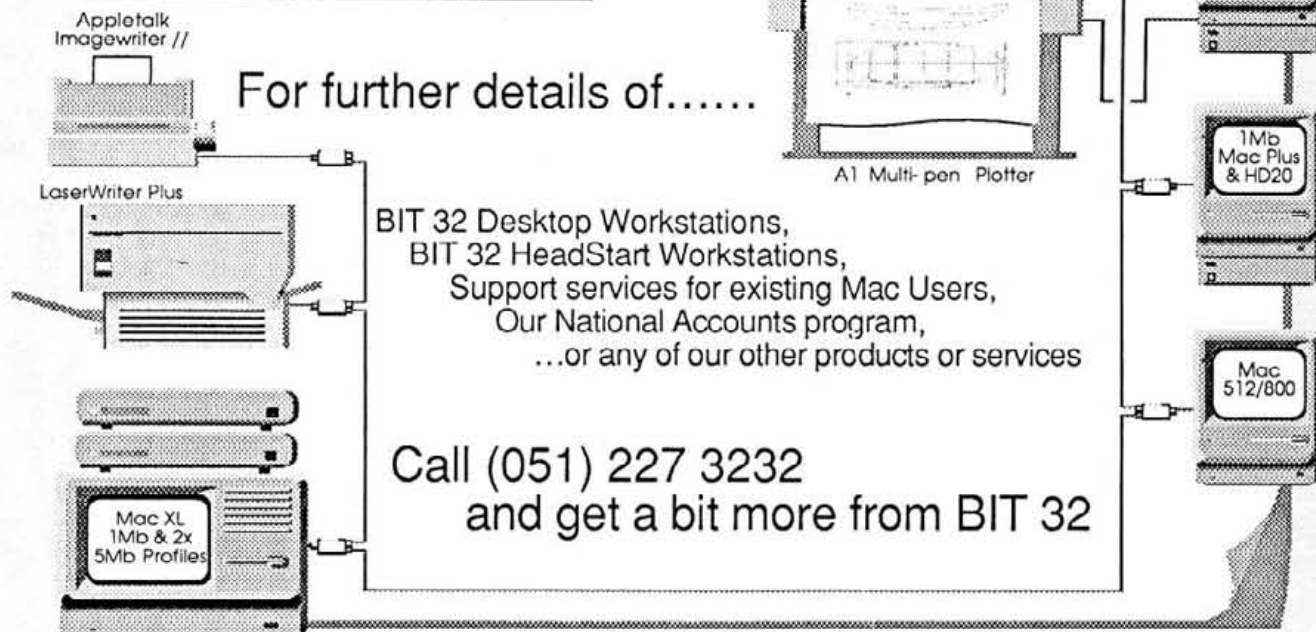 Appletalk
Imagewriter //
For further details of......
A1 Multi-pen Plotter
1Mb
Mac Plus
& HD20
LaserWriter Plus
BIT 32 Desktop Workstations,
BIT 32 HeadStart Workstations,
Support services for existing Mac Users,
Our National Accounts program,
...or any of our other products or services
Mac
512/800
Call (051) 227 3232
and get a bit more from BIT 32
Mac XL
1Mb & 2x
5Mb Profiles